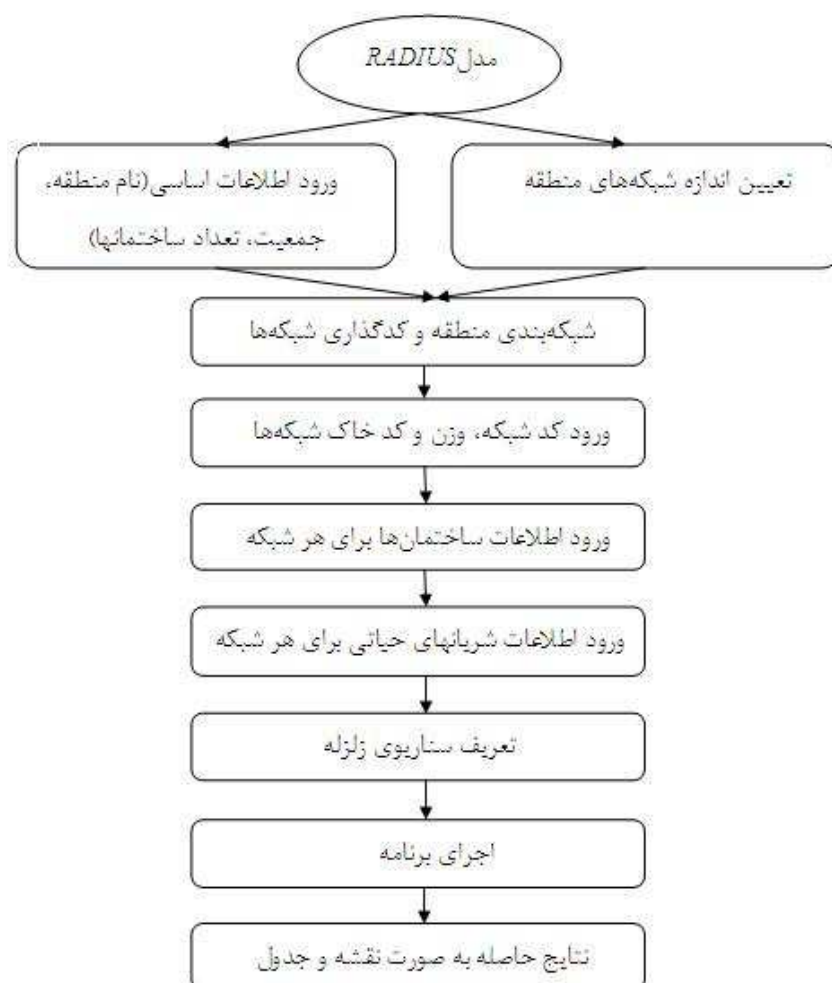 مدل RADIUS
تعیین اندازه شبکه‌های منطقه
ورود اطلاعات اساسی(نام منطقه،
جمعیت، تعداد ساختمانها)
شبکه‌بندی منطقه و کدگذاری شبکه‌ها
ورود کد شبکه، وزن و کد خاک شبکه‌ها
ورود اطلاعات ساختمان‌ها برای هر شبکه
ورود اطلاعات شریانهای حیاتی برای هر شبکه
تعریف سناریوی زلزله
اجرای برنامه
نتایج حاصله به صورت نقشه و جدول